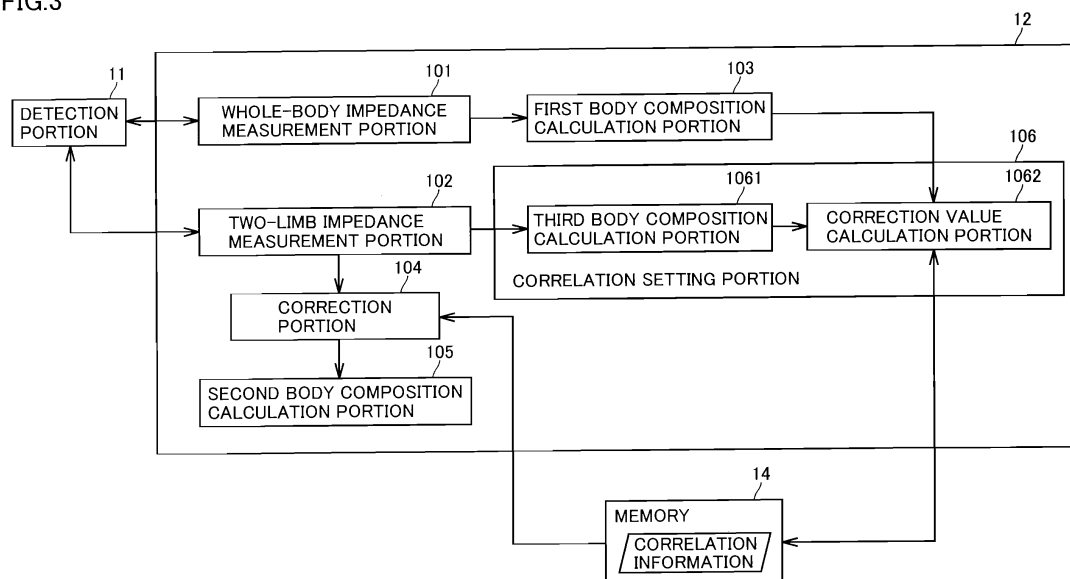 FIG.3
12
11
DETECTION
PORTION
101
WHOLE-BODY IMPEDANCE
MEASUREMENT PORTION
103
FIRST BODY COMPOSITION
CALCULATION PORTION
106
102
TWO-LIMB IMPEDANCE
MEASUREMENT PORTION
1061
THIRD BODY COMPOSITION
CALCULATION PORTION
1062
CORRECTION VALUE
CALCULATION PORTION
CORRELATION SETTING PORTION
104
CORRECTION
PORTION
105
SECOND BODY COMPOSITION
CALCULATION PORTION
14
MEMORY
CORRELATION
INFORMATION